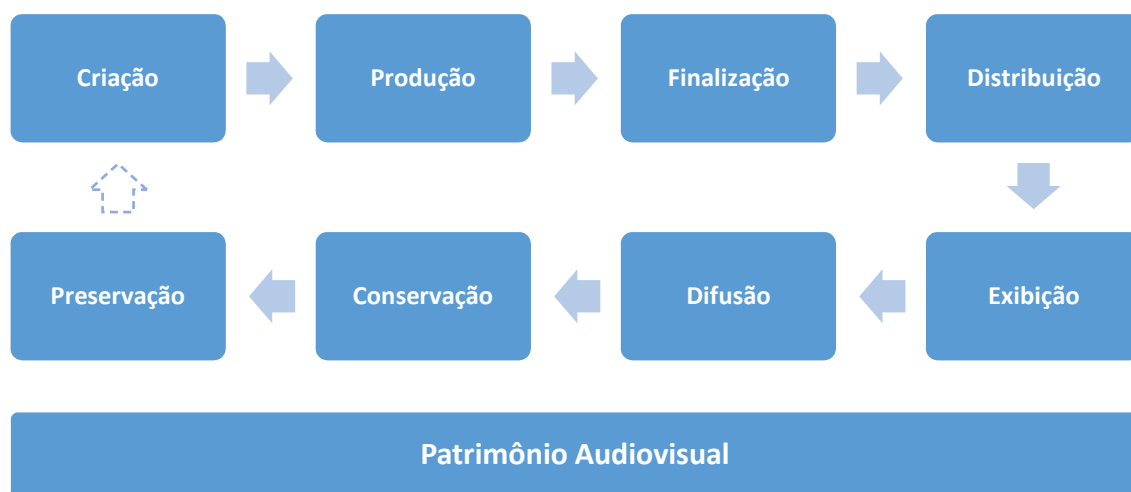 Criação
Produção
Finalização
Distribuição
Exibição
Difusão
Conservação
Preservação
Patrimônio Audiovisual